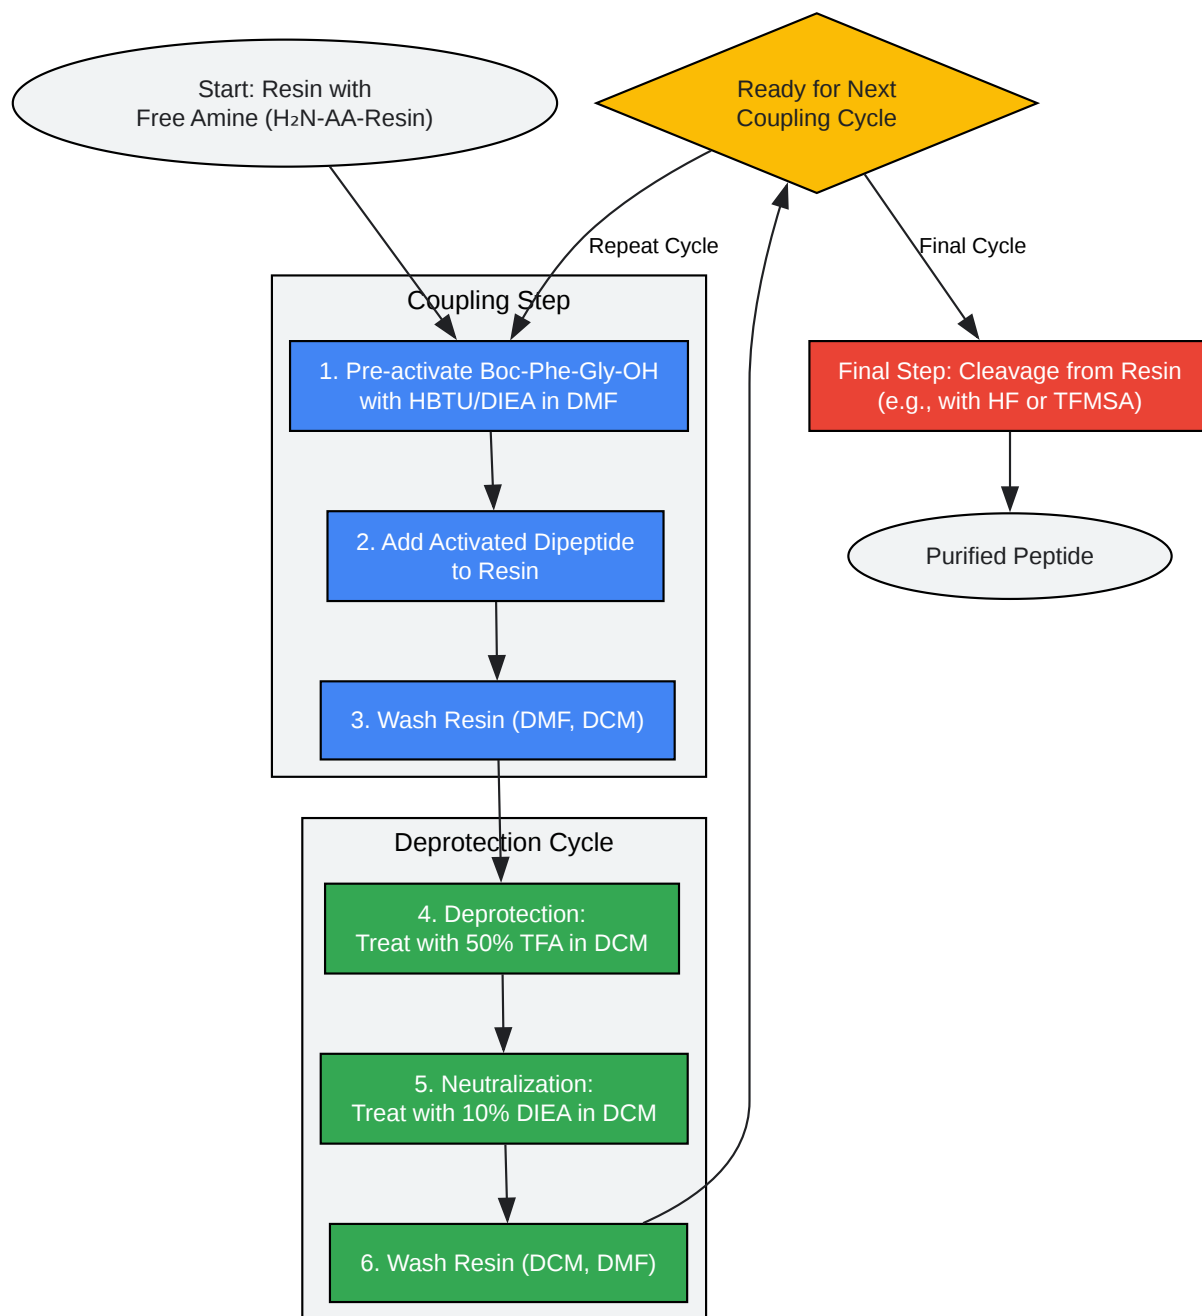 Start: Resin with
Free Amine (H₂N-AA-Resin)
Ready for Next
Coupling Cycle
Repeat Cycle
Final Cycle
Coupling Step
1. Pre-activate Boc-Phe-Gly-OH
with HBTU/DIEA in DMF
Final Step: Cleavage from Resin
(e.g., with HF or TFMSA)
2. Add Activated Dipeptide
to Resin
Purified Peptide
3. Wash Resin (DMF, DCM)
Deprotection Cycle
4. Deprotection:
Treat with 50% TFA in DCM
5. Neutralization:
Treat with 10% DIEA in DCM
6. Wash Resin (DCM, DMF)